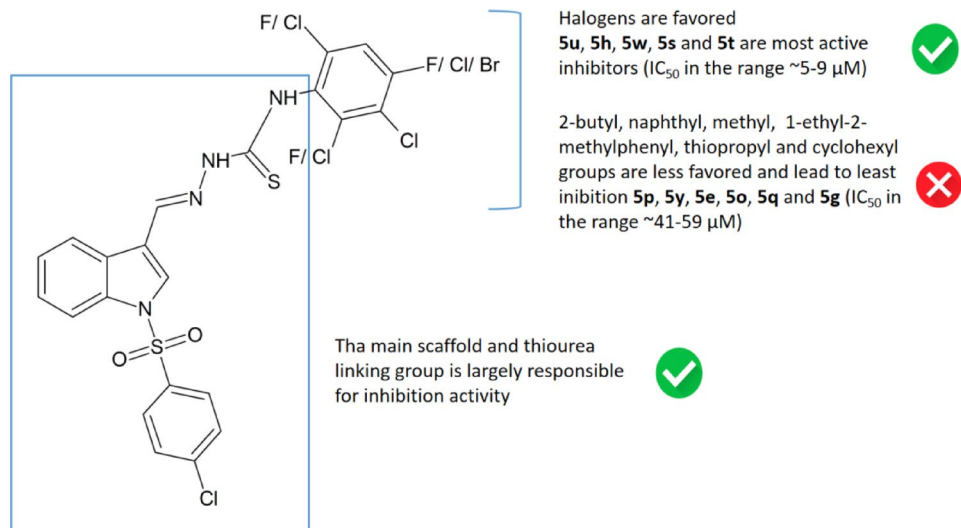 Halogens are favored
5u, 5h, 5w, 5s and 5t are most active
inhibitors (IC50 in the range ~5-9 µM)
2-butyl, naphthyl, methyl, 1-ethyl-2-
methylphenyl, thiopropyl and cyclohexyl
groups are less favored and lead to least
inibition 5p, 5y, 5e, 5o, 5q and 5g (IC50 in
the range ~41-59 µM)
F/ Cl
F/ Cl/ Br
NH
Cl
F/ Cl
NH
S
N
N
O
S
O
Cl
Tha main scaffold and thiourea
linking group is largely responsible
for inhibition activity